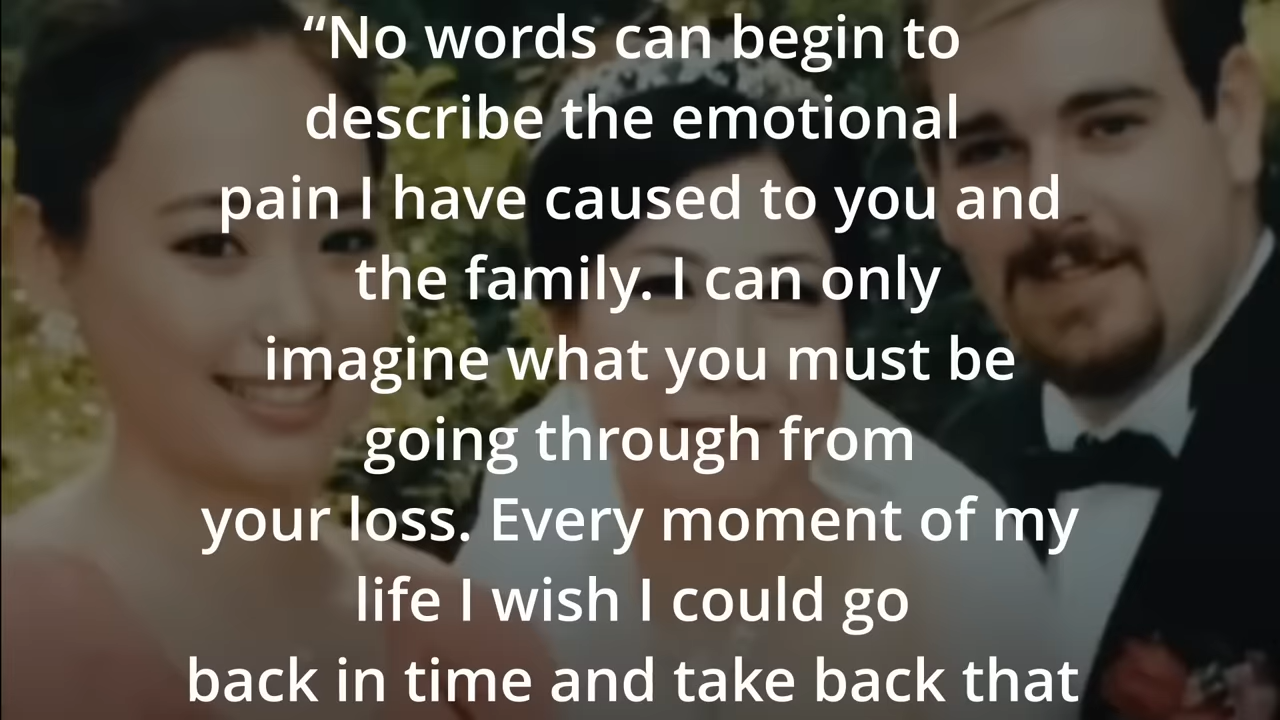 “No words can begin to
describe the emotional
pain I have caused to you and
the family. I can only
imagine what you must be
going through from
your loss. Every moment of my
life I wish I could go
back in time and take back that